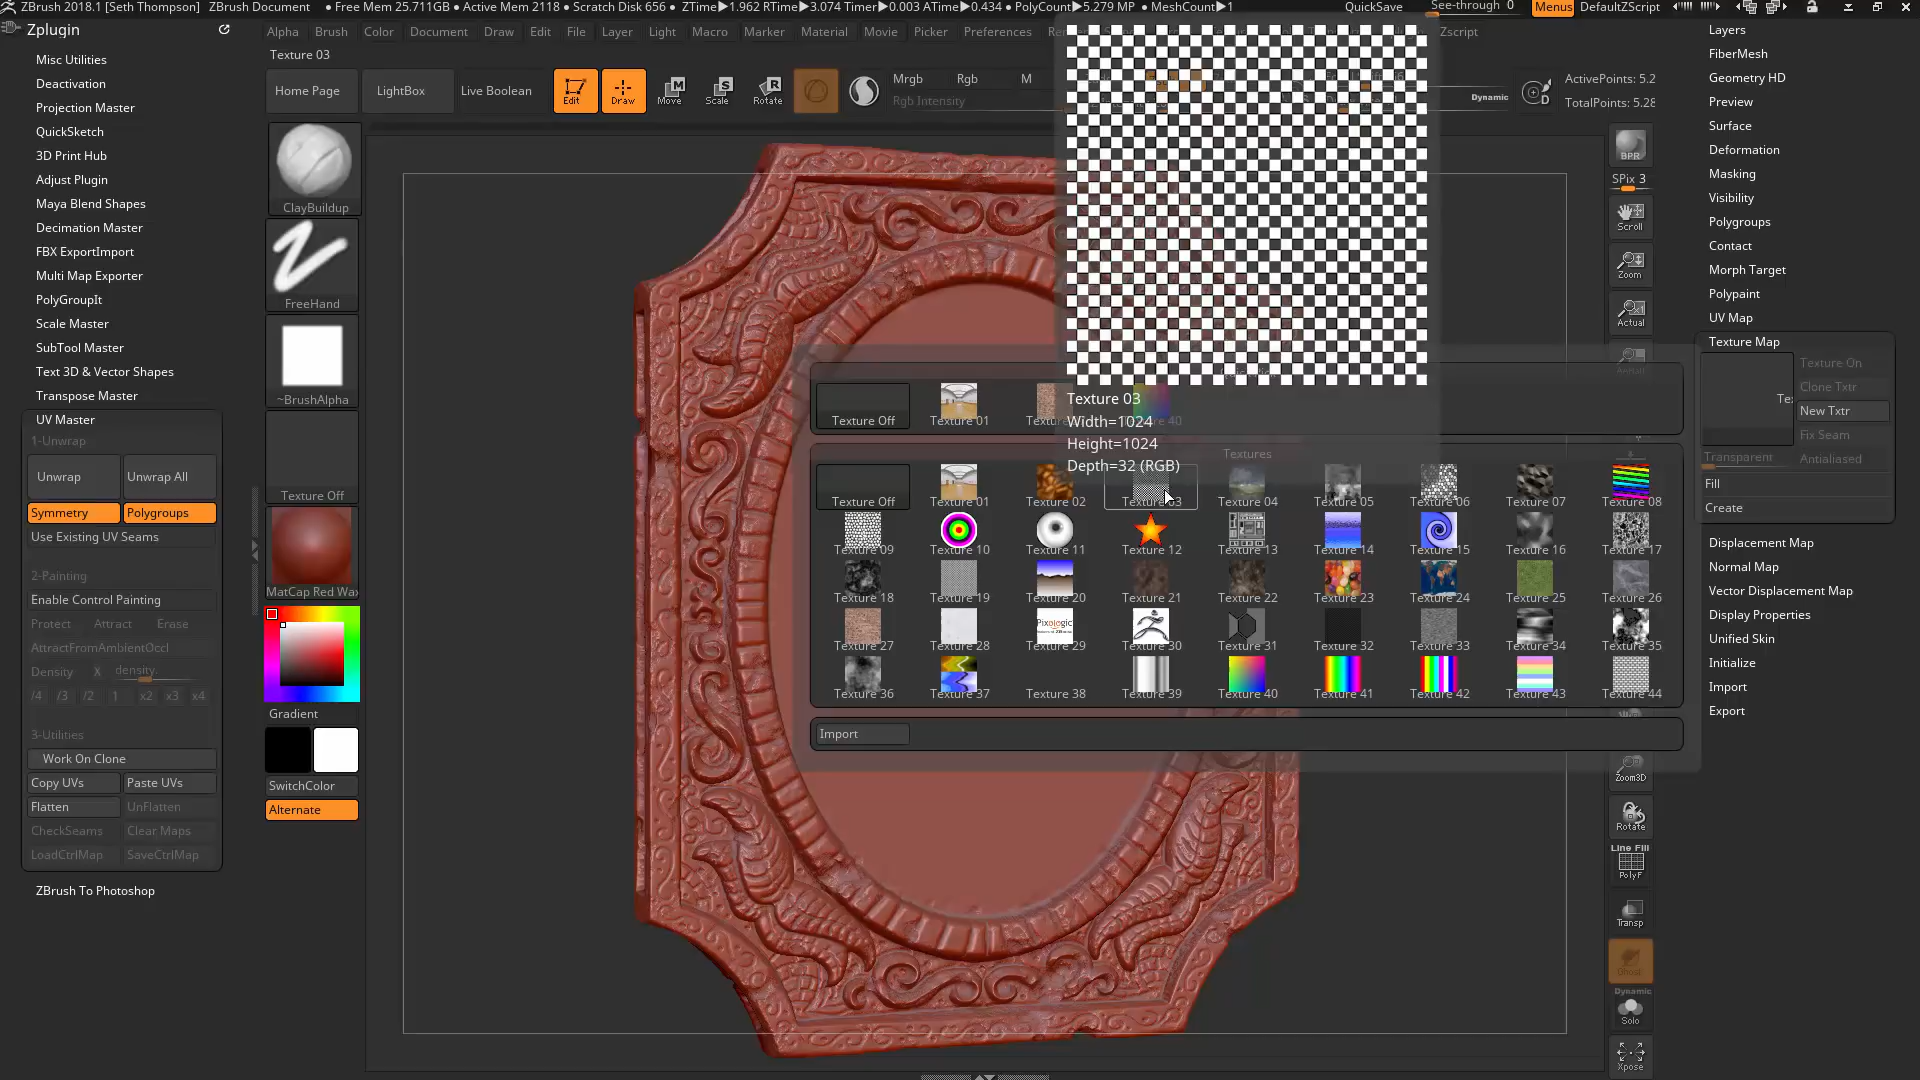 ZBrush 2018.1 [Seth Thompson] ZBrush Document • Free Mem 25.711GB • Active Mem 2118 • Scratch Disk 656 • ZTime▶1.962 RTime▶3.074 Timer▶0.003 ATime▶0.434 • PolyCount▶5.279 MP • MeshCount▶1 QuickSave See-through 0 Menus DefaultZScript
Zplugin
Alpha Brush Color Document Draw Edit File Layer Light Macro Marker Material Movie Picker Preferences Zscript
Texture 03
Home Page LightBox Live Boolean Edit Draw Move Scale Rotate Mrgb Rgb M
Rgb Intensity
Dynamic
ActivePoints: 5.2
TotalPoints: 5.28
Misc Utilities
Deactivation
Projection Master
QuickSketch
3D Print Hub
Adjust Plugin
Maya Blend Shapes
Decimation Master
FBX ExportImport
Multi Map Exporter
PolyGroupIt
Scale Master
SubTool Master
Text 3D & Vector Shapes
Transpose Master
UV Master
1-Unwrap
Unwrap Unwrap All
Symmetry Polygroups
Use Existing UV Seams
2-Painting
Enable Control Painting
Protect Attract Erase
AttractFromAmbientOccl
Density X density.
/4 /3 /2 1 x2 x3 x4
3-Utilities
Work On Clone
Copy UVs Paste UVs
Flatten UnFlatten
CheckSeams Clear Maps
LoadCtrlMap SaveCtrlMap
ZBrush To Photoshop
ClayBuildup
FreeHand
~BrushAlpha
Texture Off
MatCap Red Wax
Gradient
SwitchColor
Alternate
Texture Off Texture 01
Texture 03
Width=1024
Height=1024
Depth=32 (RGB)
Textures
Texture Off Texture 01 Texture 02 Texture 03 Texture 04 Texture 05 Texture 06 Texture 07 Texture 08
Texture 09 Texture 10 Texture 11 Texture 12 Texture 13 Texture 14 Texture 15 Texture 16 Texture 17
Texture 18 Texture 19 Texture 20 Texture 21 Texture 22 Texture 23 Texture 24 Texture 25 Texture 26
Texture 27 Texture 28 Texture 29 Texture 30 Texture 31 Texture 32 Texture 33 Texture 34 Texture 35
Texture 36 Texture 37 Texture 38 Texture 39 Texture 40 Texture 41 Texture 42 Texture 43 Texture 44
Import
BPR
SPix 3
Scroll
Zoom
Actual
Zoom3D
Rotate
Line Fill
PolyF
Transp
Ghost
Dynamic
Solo
Xpose
Layers
FiberMesh
Geometry HD
Preview
Surface
Deformation
Masking
Visibility
Polygroups
Contact
Morph Target
Polypaint
UV Map
Texture Map
Texture On
Clone Txtr
New Txtr
Fix Seam
Transparent Antialiased
Fill
Create
Displacement Map
Normal Map
Vector Displacement Map
Display Properties
Unified Skin
Initialize
Import
Export